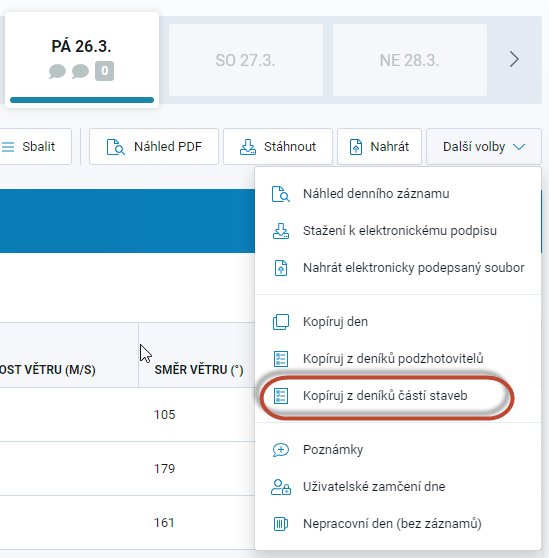 PÁ 26.3.
0
SO 27.3.
NE 28.3.
Sbalit
Náhled PDF
Stáhnout
Nahrát
Další volby
Náhled denního záznamu
Stažení k elektronickému podpisu
Nahrát elektronicky podepsaný soubor
Kopíruj den
Kopíruj z deníků podzhotovitelů
Kopíruj z deníků částí staveb
Poznámky
Uživatelské zamčení dne
Nepracovní den (bez záznamů)
OST VĚTRU (M/S)
SMĚR VĚTRU (°)
105
179
161